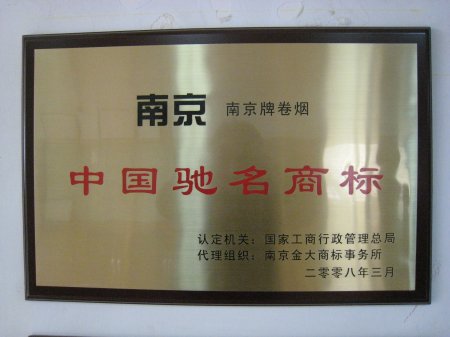 南京 南京牌卷烟
中国驰名商标
认定机关：国家工商行政管理总局
代理组织：南京金大商标事务所
二零零八年三月